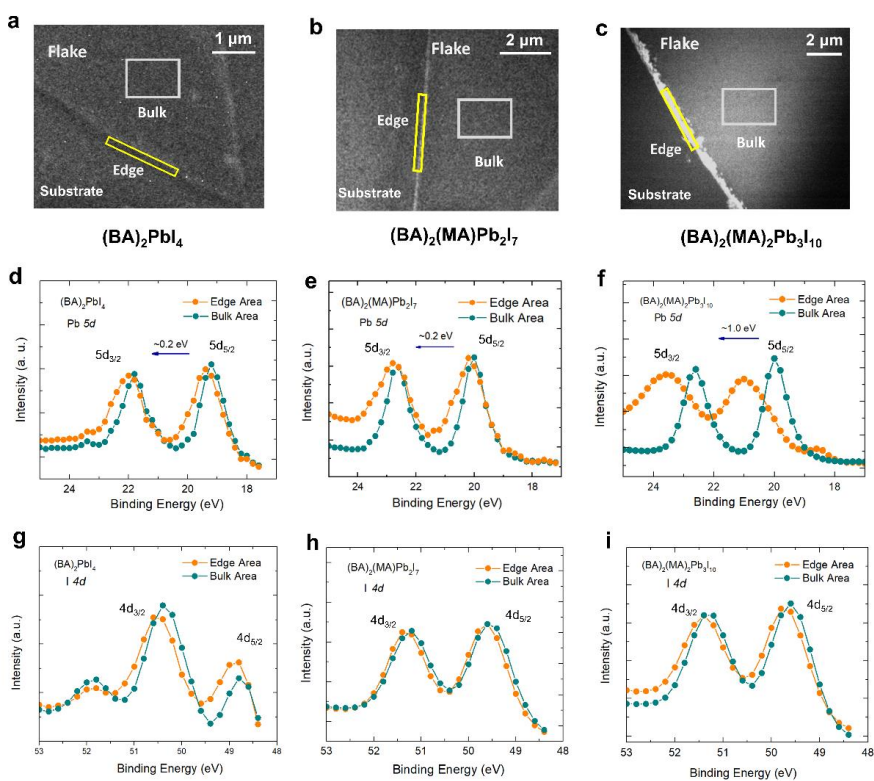 a
1 μm
Flake
Bulk
Edge
Substrate
(BA)₂PbI₄
b
2 μm
Flake
Edge
Bulk
Substrate
(BA)₂(MA)Pb₂I₇
c
2 μm
Flake
Bulk
Edge
Substrate
(BA)₂(MA)₂Pb₃I₁₀
d
(BA)₂PbI₄
Pb 5d
Edge Area
Bulk Area
~0.2 eV
5d₃/₂
5d₅/₂
Intensity (a. u.)
24 22 20 18
Binding Energy (eV)
e
(BA)₂(MA)Pb₂I₇
Pb 5d
Edge Area
Bulk Area
~0.2 eV
5d₃/₂
5d₅/₂
Intensity (a.u.)
24 22 20 18
Binding Energy (eV)
f
(BA)₂(MA)₂Pb₃I₁₀
Pb 5d
Edge Area
Bulk Area
~1.0 eV
5d₃/₂
5d₅/₂
Intensity (a.u.)
24 22 20 18
Binding Energy (eV)
g
(BA)₂PbI₄
I 4d
Edge Area
Bulk Area
4d₃/₂
4d₅/₂
Intensity (a.u.)
53 52 51 50 49 48
Binding Energy (eV)
h
(BA)₂(MA)Pb₂I₇
I 4d
Edge Area
Bulk Area
4d₃/₂
4d₅/₂
Intensity (a.u.)
53 52 51 50 49 48
Binding Energy (eV)
i
(BA)₂(MA)₂Pb₃I₁₀
I 4d
Edge Area
Bulk Area
4d₃/₂
4d₅/₂
Intensity (a.u.)
53 52 51 50 49 48
Binding Energy (eV)